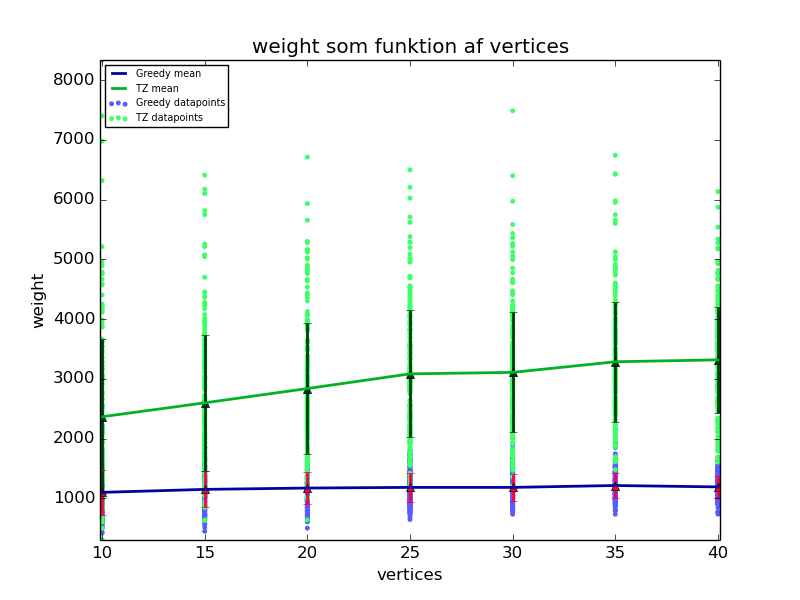 weight som funktion af vertices
Greedy mean
TZ mean
Greedy datapoints
TZ datapoints
8000
7000
6000
5000
4000
3000
2000
1000
weight
10 15 20 25 30 35 40
vertices